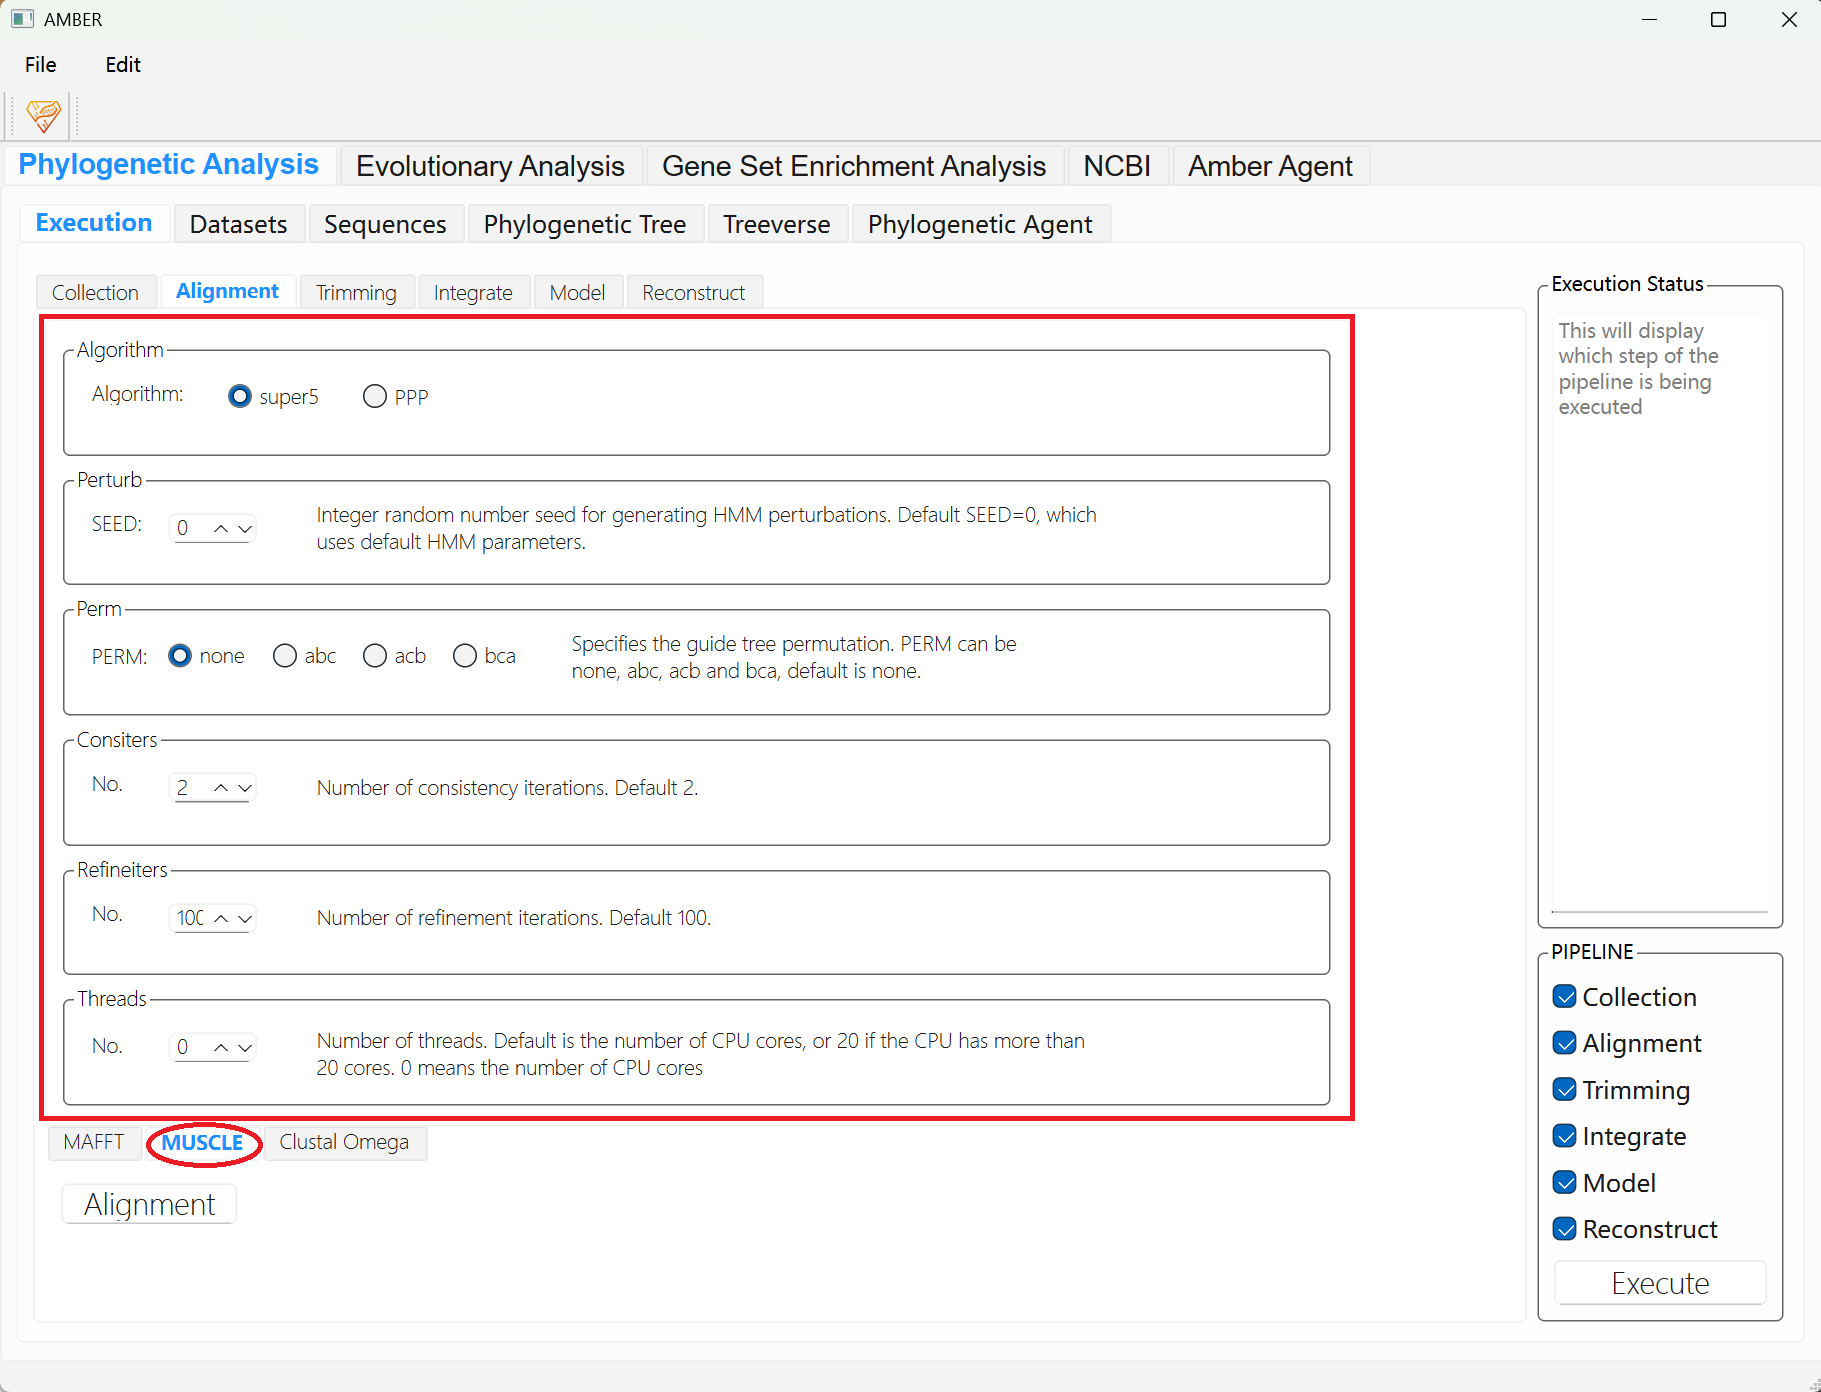 AMBER
File Edit
Phylogenetic Analysis Evolutionary Analysis Gene Set Enrichment Analysis NCBI Amber Agent
Execution Datasets Sequences Phylogenetic Tree Treeverse Phylogenetic Agent
Collection Alignment Trimming Integrate Model Reconstruct
Algorithm
Algorithm: super5 PPP
Perturb
SEED: 0 Integer random number seed for generating HMM perturbations. Default SEED=0, which
uses default HMM parameters.
Perm
PERM: none abc acb bca Specifies the guide tree permutation. PERM can be
none, abc, acb and bca, default is none.
Consiters
No. 2 Number of consistency iterations. Default 2.
Refineiters
No. 100 Number of refinement iterations. Default 100.
Threads
No. 0 Number of threads. Default is the number of CPU cores, or 20 if the CPU has more than
20 cores. 0 means the number of CPU cores
MAFFT MUSCLE Clustal Omega
Alignment
Execution Status
This will display
which step of the
pipeline is being
executed
PIPELINE
Collection
Alignment
Trimming
Integrate
Model
Reconstruct
Execute